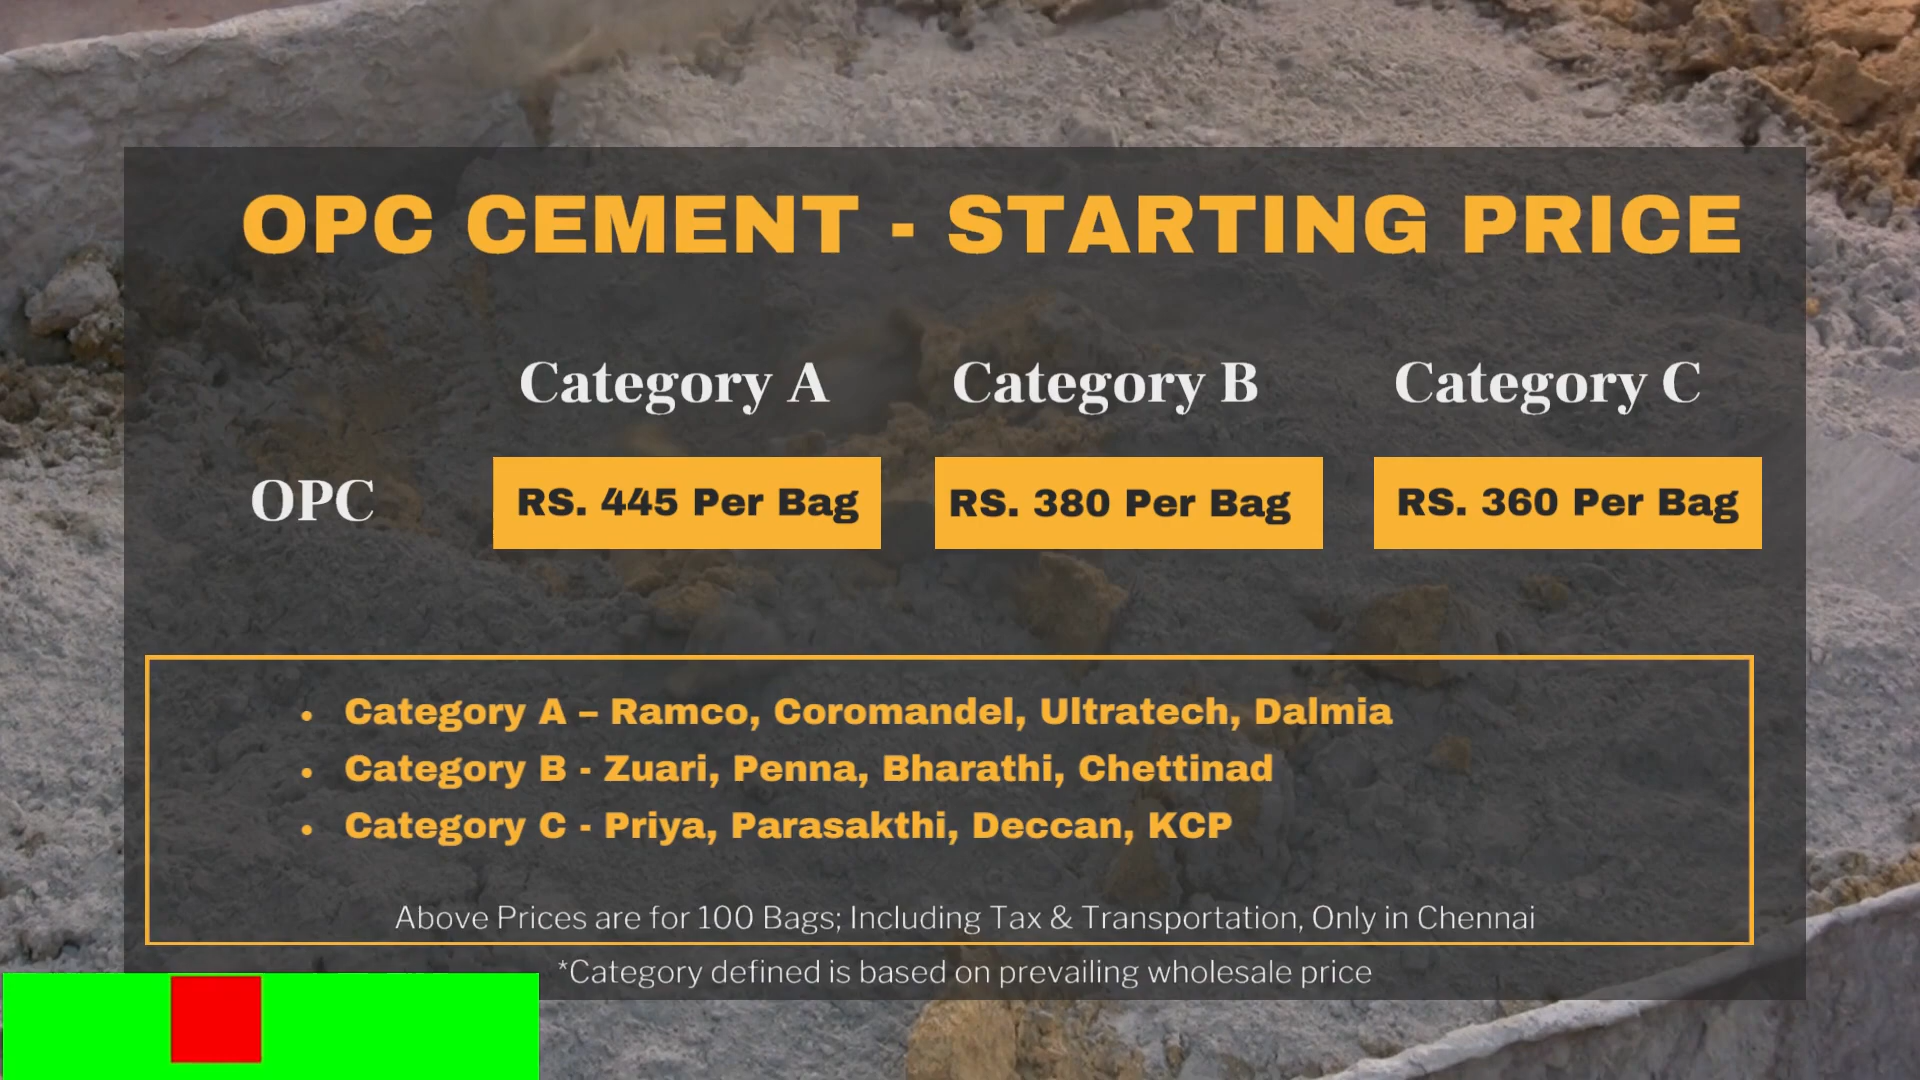 OPC CEMENT - STARTING PRICE
Category A Category B Category C
OPC RS. 445 Per Bag RS. 380 Per Bag RS. 360 Per Bag
• Category A – Ramco, Coromandel, Ultratech, Dalmia
• Category B - Zuari, Penna, Bharathi, Chettinad
• Category C - Priya, Parasakthi, Deccan, KCP
Above Prices are for 100 Bags; Including Tax & Transportation, Only in Chennai
*Category defined is based on prevailing wholesale price